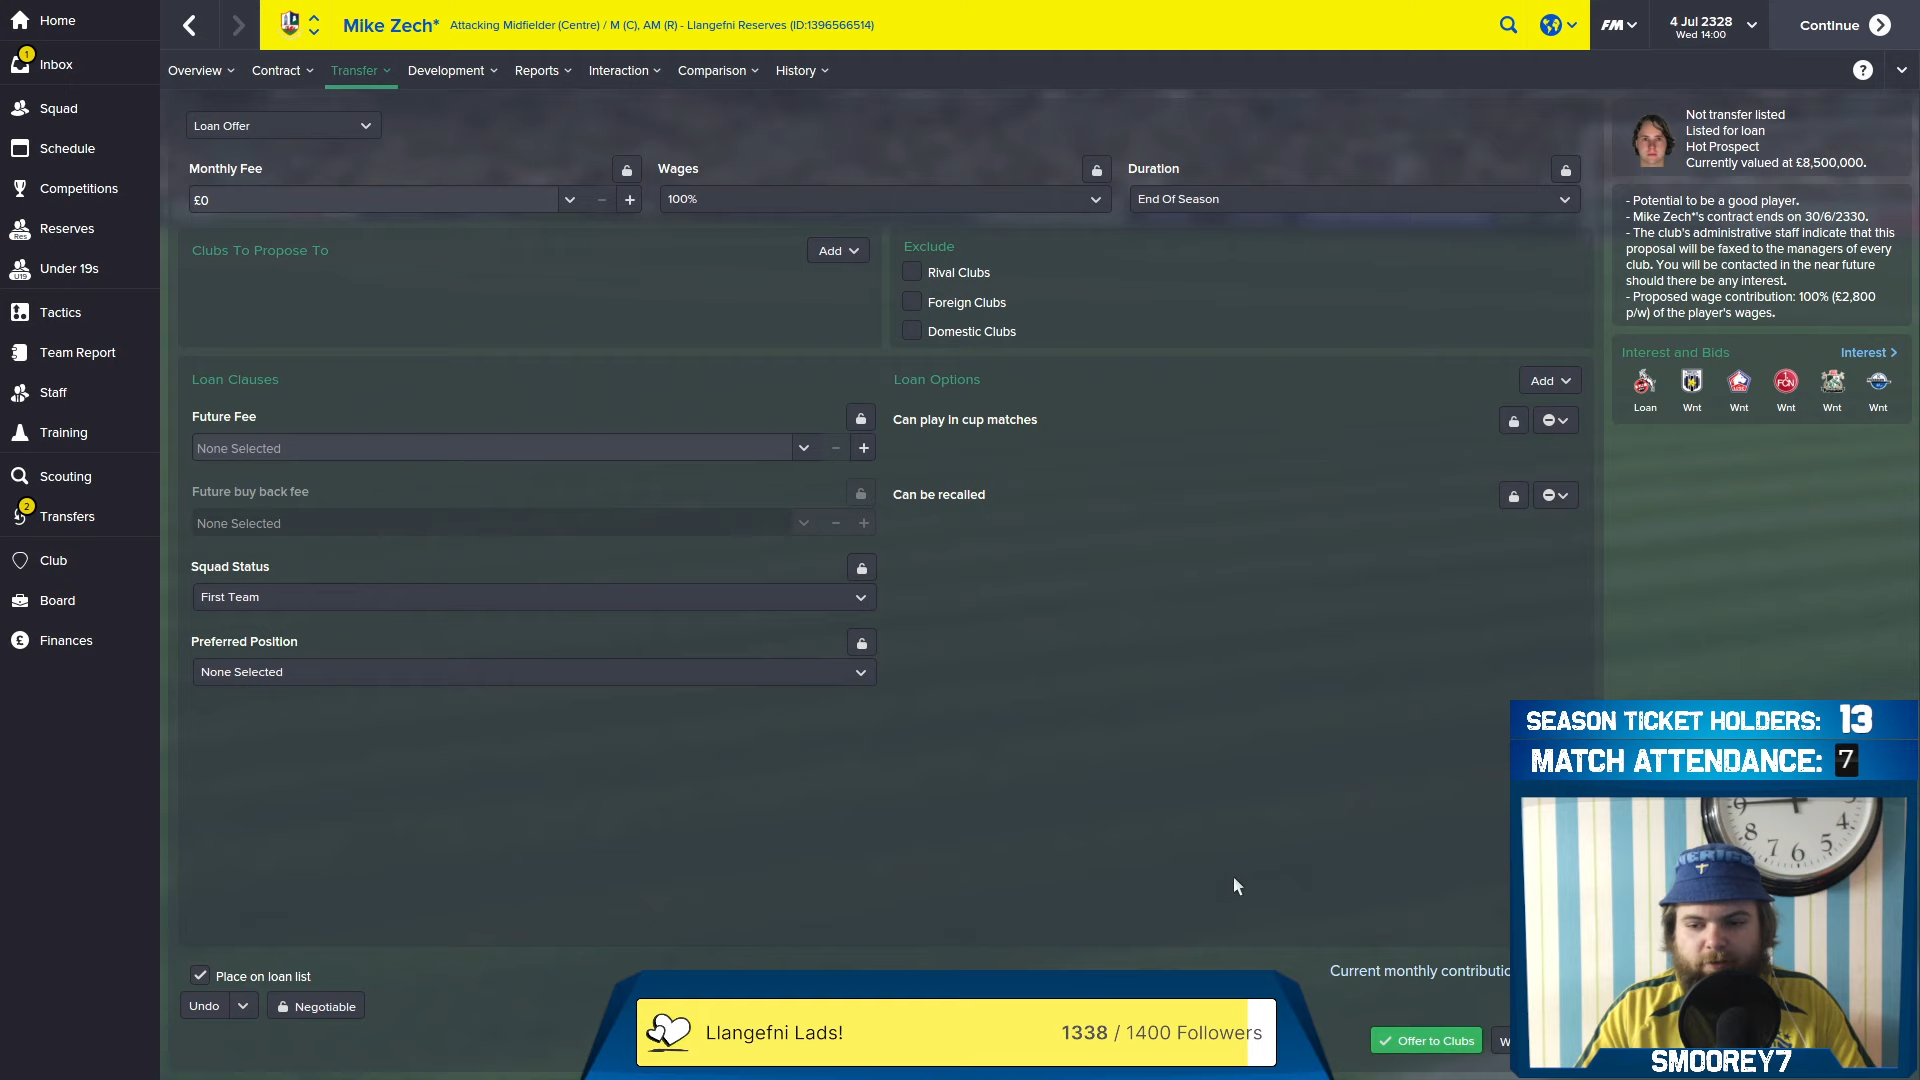 Home
Inbox
1
Squad
Schedule
Competitions
Reserves
Res
Under 19s
U19
Tactics
Team Report
Staff
Training
Scouting
2
Transfers
Club
Board
£ Finances
Mike Zech*
Attacking Midfielder (Centre) / M (C), AM (R) - Llangefni Reserves (ID:1396566514)
FM
4 Jul 2328
Wed 14:00
Continue
Overview
Contract
Transfer
Development
Reports
Interaction
Comparison
History
?
Loan Offer
Monthly Fee
£0
Wages
100%
Duration
End Of Season
Clubs To Propose To
Add
Exclude
Rival Clubs
Foreign Clubs
Domestic Clubs
Loan Clauses
Future Fee
None Selected
Future buy back fee
None Selected
Squad Status
First Team
Preferred Position
None Selected
Loan Options
Add
Can play in cup matches
Can be recalled
Not transfer listed
Listed for loan
Hot Prospect
Currently valued at £8,500,000.
- Potential to be a good player.
- Mike Zech*'s contract ends on 30/6/2330.
- The club's administrative staff indicate that this
proposal will be faxed to the managers of every
club. You will be contacted in the near future
should there be any interest.
- Proposed wage contribution: 100% (£2,800
p/w) of the player's wages.
Interest and Bids
Interest >
Loan
Wnt
Wnt
Wnt
Wnt
Wnt
SEASON TICKET HOLDERS: 13
MATCH ATTENDANCE: 7
SMOOREY7
Place on loan list
Undo
Negotiable
Current monthly contributio
Offer to Clubs
W
Llangefni Lads!
1338 / 1400 Followers